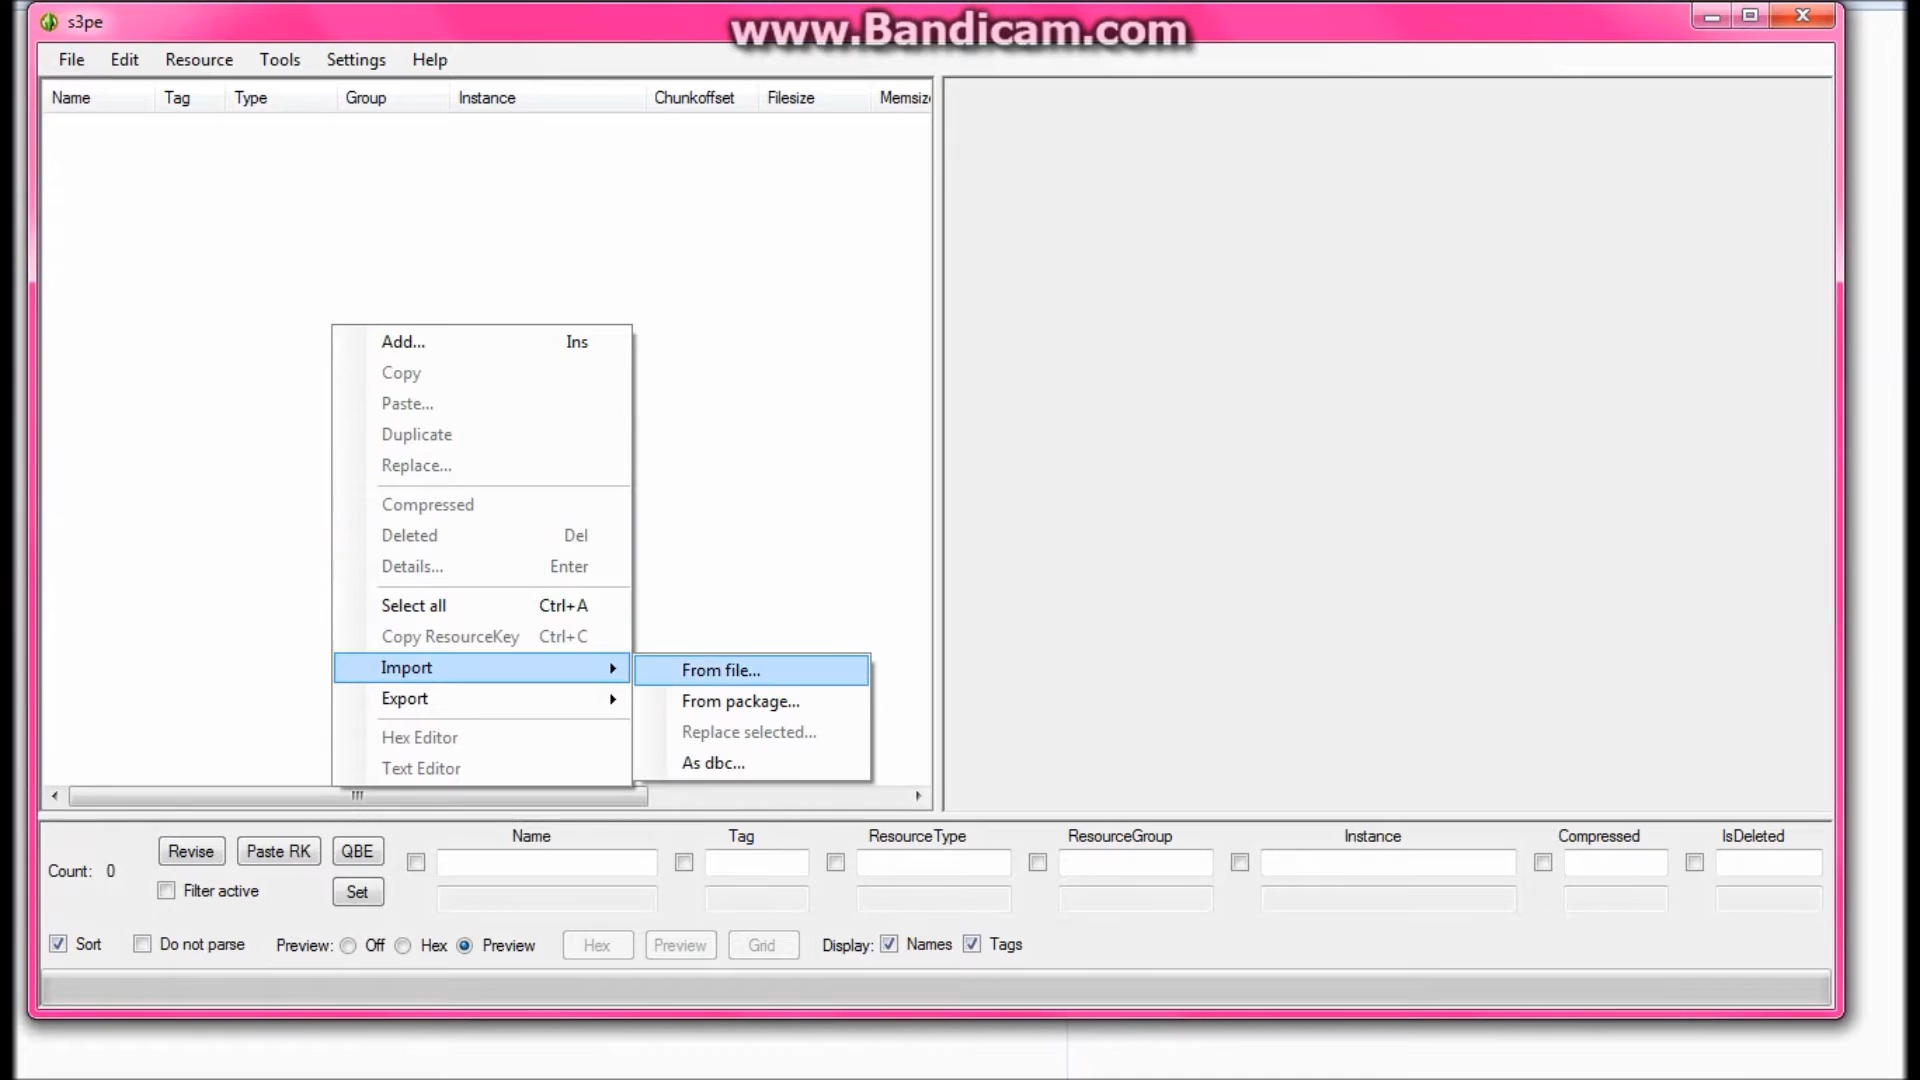 s3pe
www.Bandicam.com
File Edit Resource Tools Settings Help
Name Tag Type Group Instance Chunkoffset Filesize Memsiz
Add... Ins
Copy
Paste...
Duplicate
Replace...
Compressed
Deleted Del
Details... Enter
Select all Ctrl+A
Copy ResourceKey Ctrl+C
Import
Export
Hex Editor
Text Editor
From file...
From package...
Replace selected...
As dbc...
Name Tag ResourceType ResourceGroup Instance Compressed IsDeleted
Revise Paste RK QBE
Count: 0
Filter active Set
Sort Do not parse Preview: Off Hex Preview Hex Preview Grid Display: Names Tags